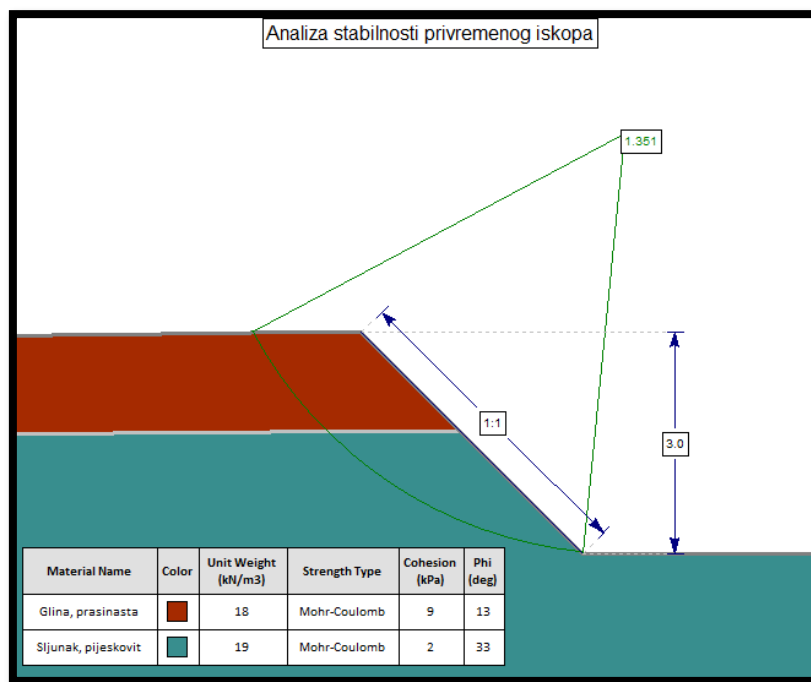 Analiza stabilnosti privremenog iskopa
1.351
1:1
3.0
Material Name Color Unit Weight (kN/m3) Strength Type Cohesion (kPa) Phi (deg)
Glina, prasinasta 18 Mohr-Coulomb 9 13
Sljunak, pijeskovit 19 Mohr-Coulomb 2 33